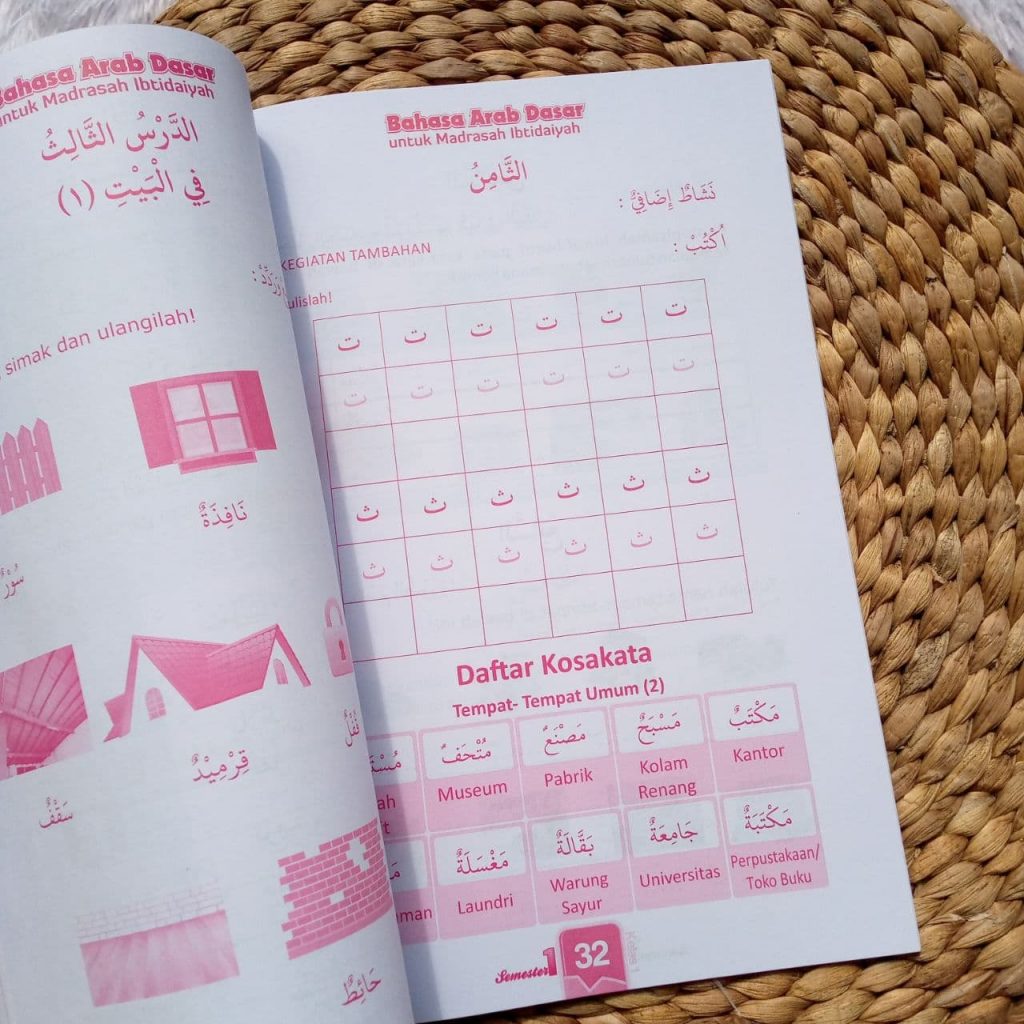 Bahasa Arab Dasar
untuk Madrasah Ibtidaiyah
الدَّرْسُ الثَّالِثُ
فِي الْبَيْتِ (١)
simak dan ulangilah!
نَافِذَةٌ
سُوْرٌ
قُفْلٌ
قِرْمِيْدٌ
سَقْفٌ
حَائِطٌ
Bahasa Arab Dasar
untuk Madrasah Ibtidaiyah
الثَّامِنُ
نَشَاطٌ إِضَافِيٌّ :
KEGIATAN TAMBAHAN
اُكْتُبْ :
ت ت ت ت ت ت
ت ت ت ت ت ت
ث ث ث ث ث ث
ث ث ث ث ث ث
Daftar Kosakata
Tempat- Tempat Umum (2)
مَكْتَبٌ
Kantor
مَسْبَحٌ
Kolam
Renang
مَصْنَعٌ
Pabrik
مُتْحَفٌ
Museum
مَكْتَبَةٌ
Perpustakaan/
Toko Buku
جَامِعَةٌ
Universitas
بَقَّالَةٌ
Warung
Sayur
مَغْسَلَةٌ
Laundri
Semester 1
32
Kelas 1